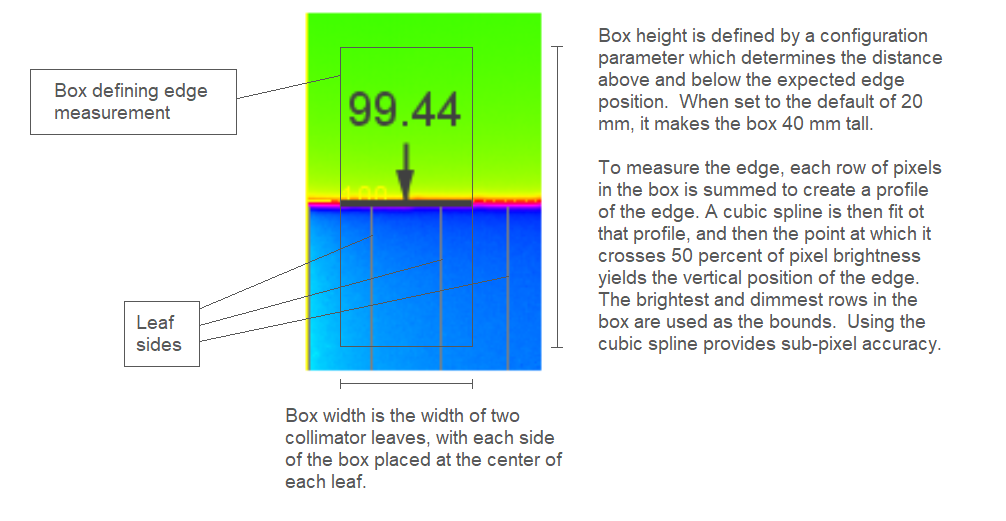 Box defining edge
measurement
99.44
Leaf
sides
Box width is the width of two
collimator leaves, with each side
of the box placed at the center of
each leaf.
Box height is defined by a configuration
parameter which determines the distance
above and below the expected edge
position.  When set to the default of 20
mm, it makes the box 40 mm tall.
To measure the edge, each row of pixels
in the box is summed to create a profile
of the edge. A cubic spline is then fit ot
that profile, and then the point at which it
crosses 50 percent of pixel brightness
yields the vertical position of the edge.
The brightest and dimmest rows in the
box are used as the bounds.  Using the
cubic spline provides sub-pixel accuracy.